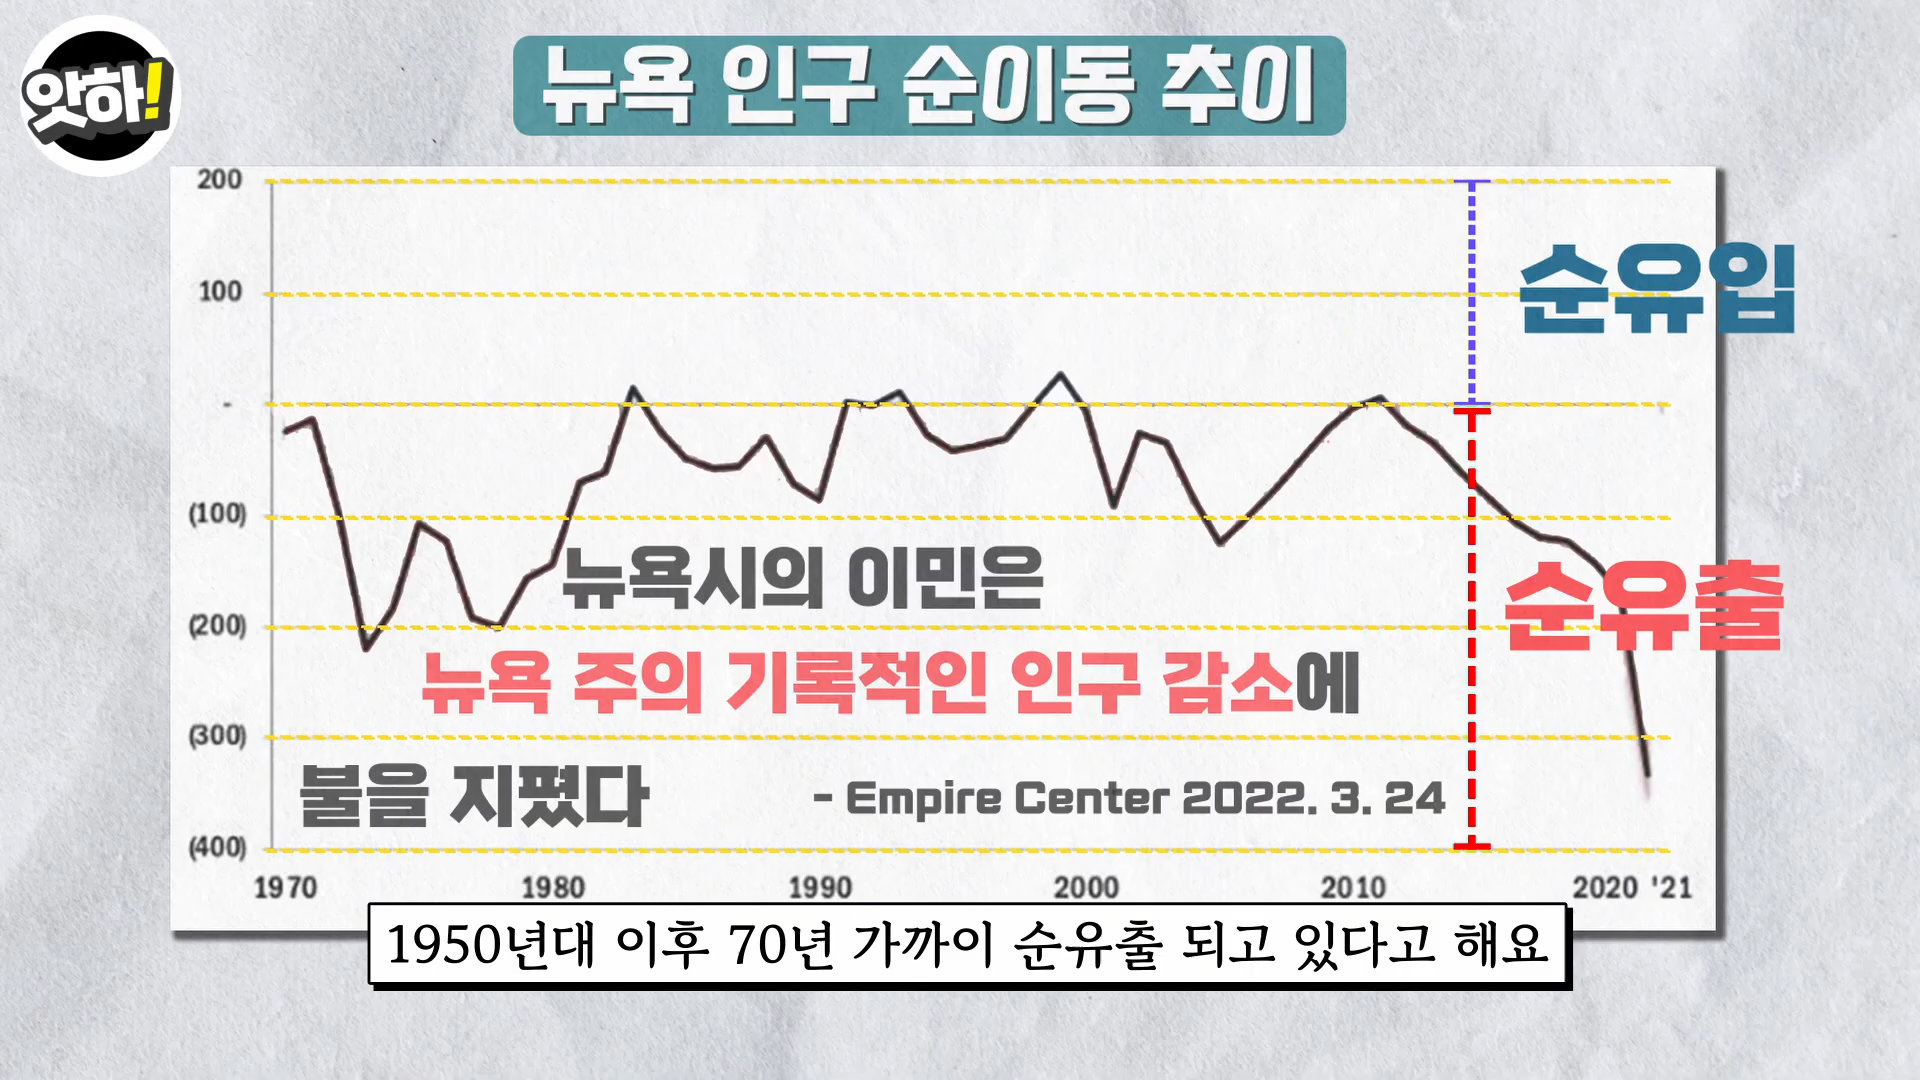 앗하!
뉴욕 인구 순이동 추이
200
100
-
(100)
(200)
(300)
(400)
순유입
순유출
뉴욕시의 이민은
뉴욕 주의 기록적인 인구 감소에
불을 지폈다
- Empire Center 2022. 3. 24
1970 1980 1990 2000 2010 2020 '21
1950년대 이후 70년 가까이 순유출 되고 있다고 해요